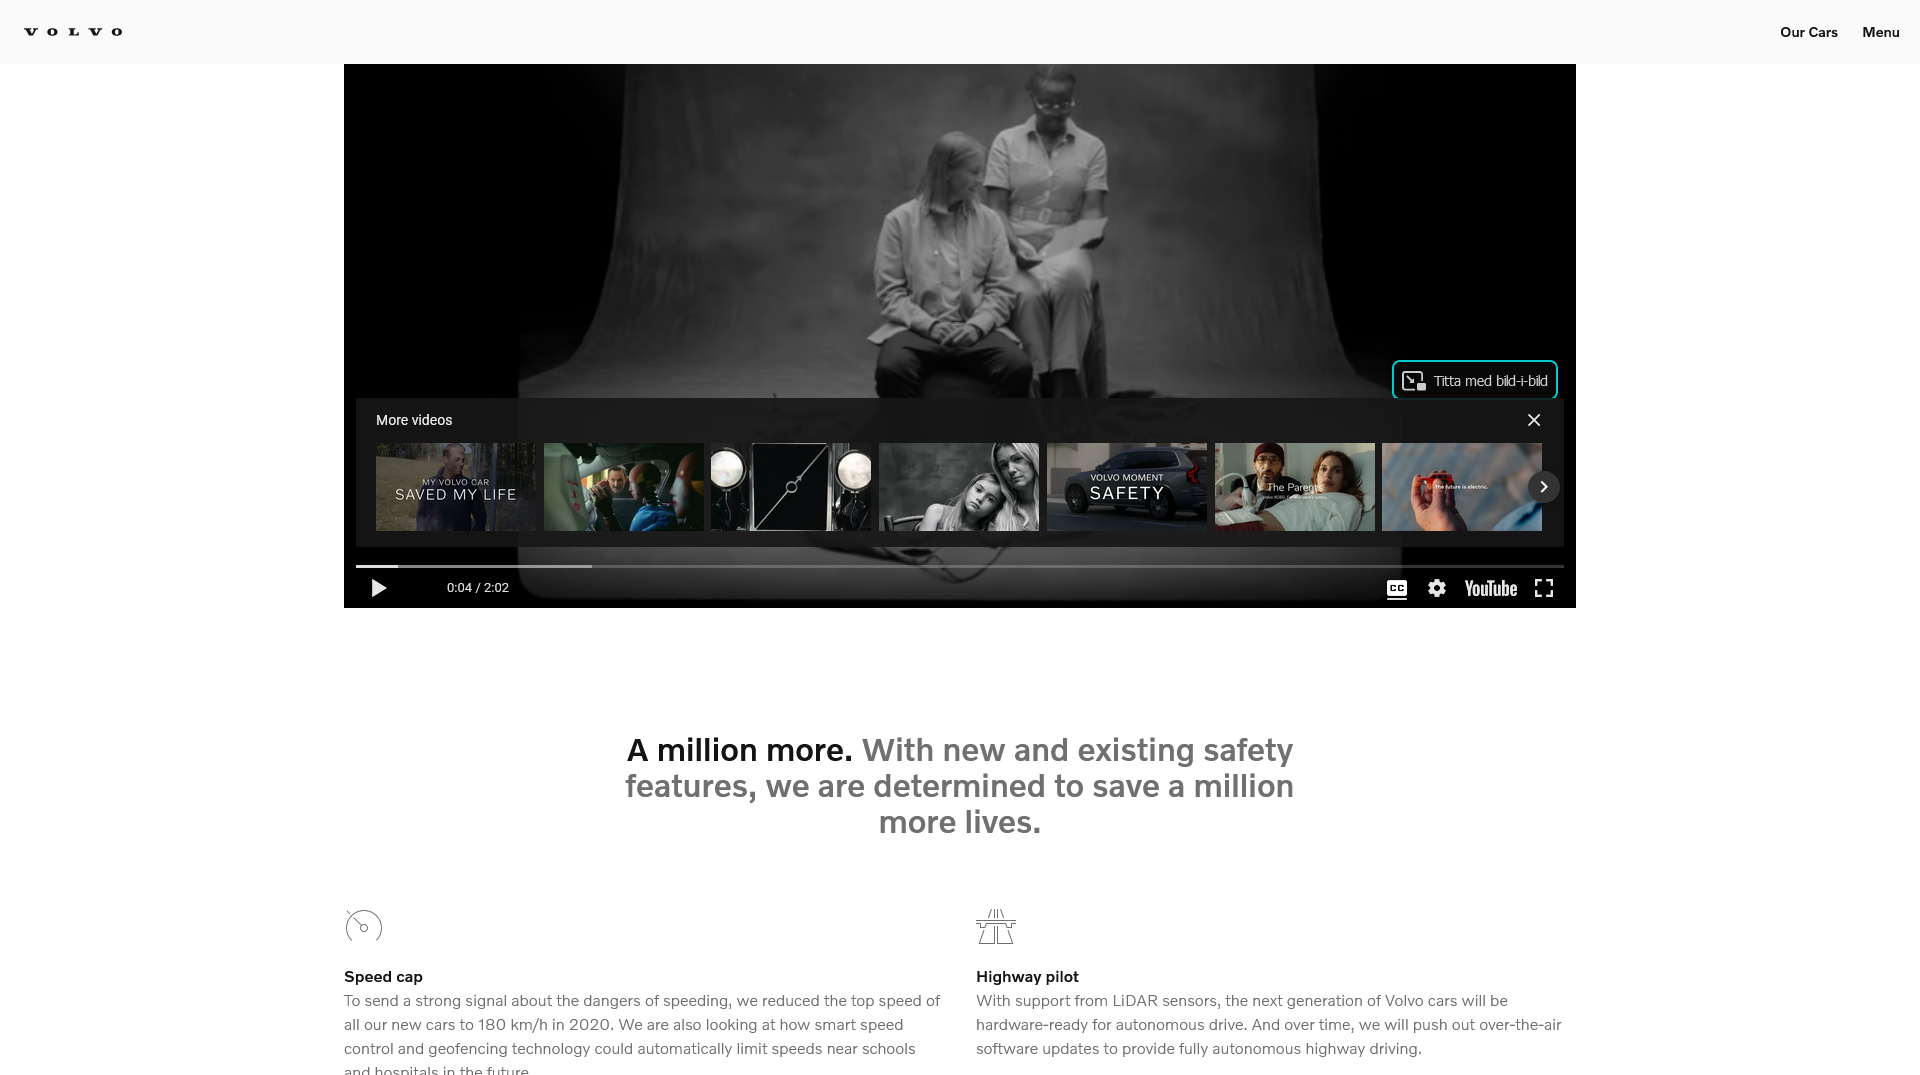 VOLVO
Our Cars
Menu
Titta med bild-i-bild
More videos
MY VOLVO CAR
SAVED MY LIFE
VOLVO MOMENT
SAFETY
The Parents
The future is electric.
0:04 / 2:02
CC
YouTube
A million more. With new and existing safety
features, we are determined to save a million
more lives.
Speed cap
To send a strong signal about the dangers of speeding, we reduced the top speed of
all our new cars to 180 km/h in 2020. We are also looking at how smart speed
control and geofencing technology could automatically limit speeds near schools
and hospitals in the future.
Highway pilot
With support from LiDAR sensors, the next generation of Volvo cars will be
hardware-ready for autonomous drive. And over time, we will push out over-the-air
software updates to provide fully autonomous highway driving.